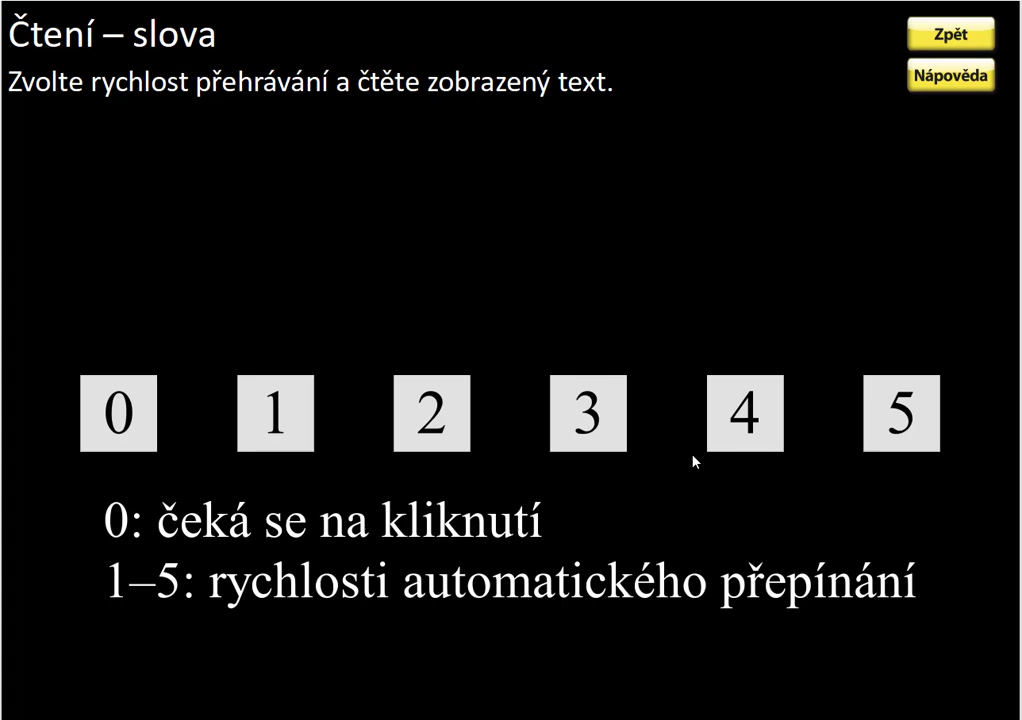 Čtení – slova
Zpět
Zvolte rychlost přehrávání a čtěte zobrazený text.
Nápověda
0 1 2 3 4 5
0: čeká se na kliknutí
1–5: rychlosti automatického přepínání